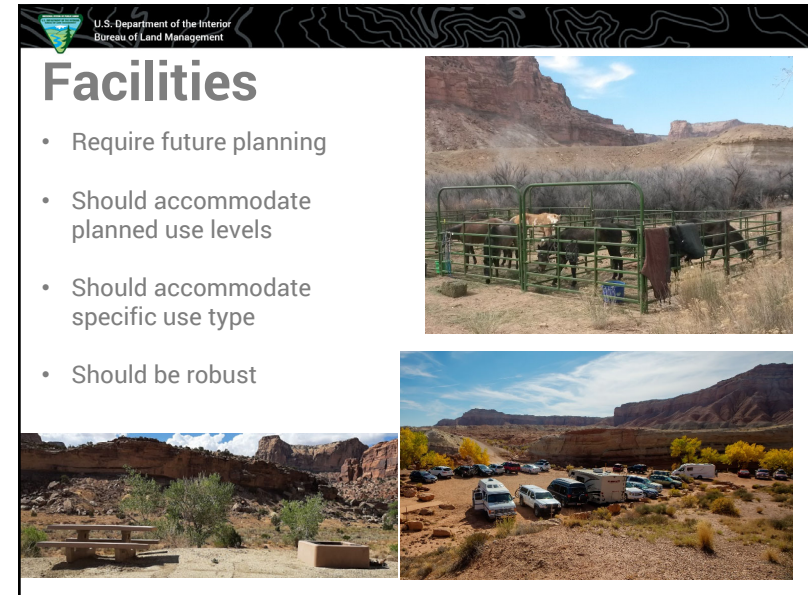 U.S. Department of the Interior
Bureau of Land Management
Facilities
• Require future planning
• Should accommodate
planned use levels
• Should accommodate
specific use type
• Should be robust